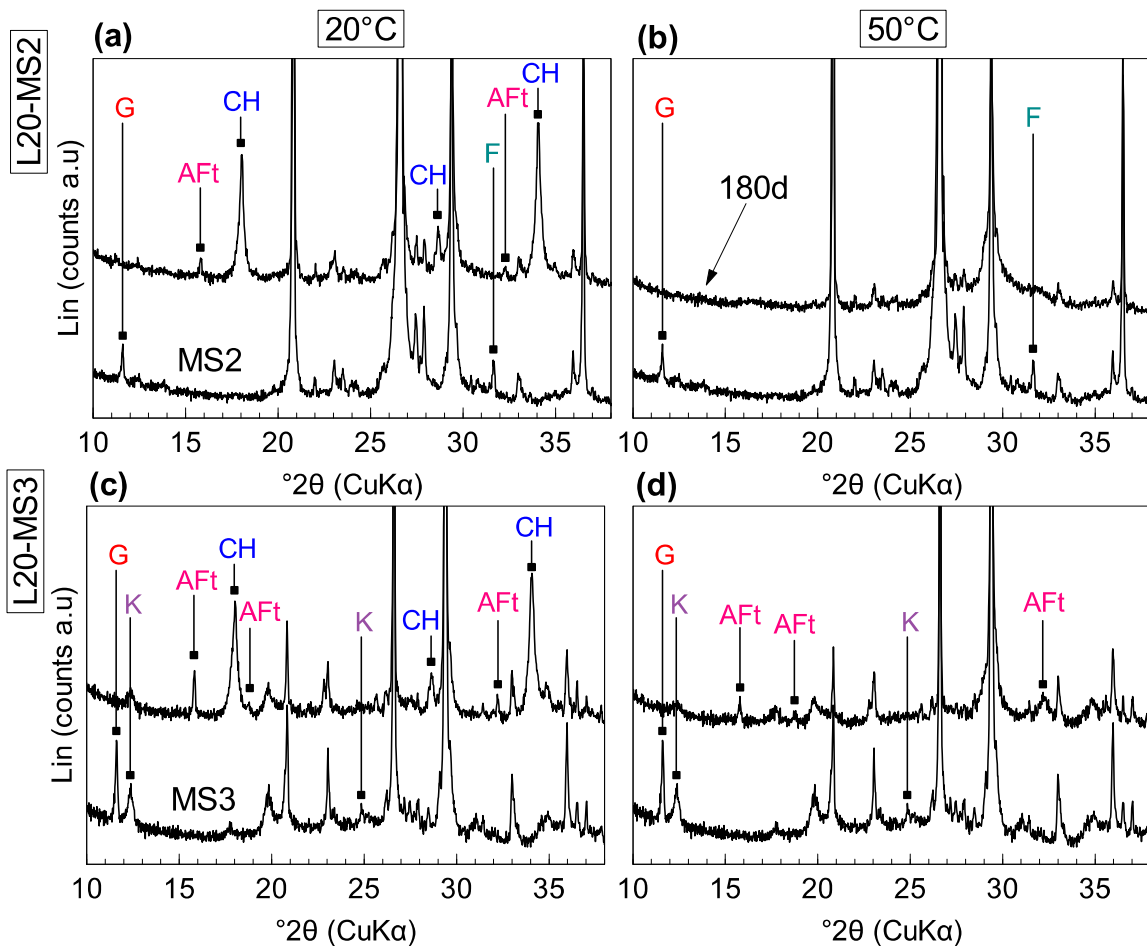 20°C
50°C
L20-MS2
(a)
(b)
Lin (counts a.u)
G
AFt
CH
CH
F
AFt
CH
MS2
G
F
180d
10 15 20 25 30 35
10 15 20 25 30 35
°2θ (CuKα)
°2θ (CuKα)
L20-MS3
(c)
(d)
Lin (counts a.u)
G
K
AFt
CH
AFt
K
CH
AFt
CH
MS3
G
K
AFt
AFt
K
AFt
10 15 20 25 30 35
10 15 20 25 30 35
°2θ (CuKα)
°2θ (CuKα)